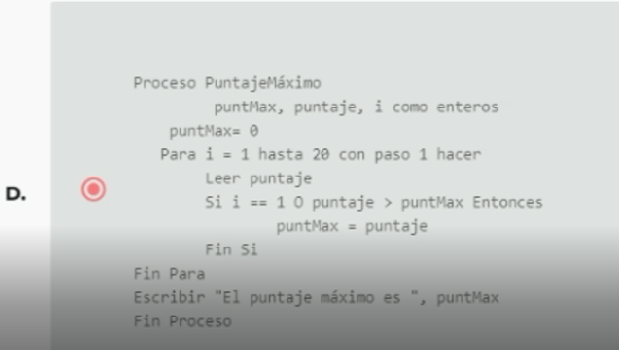 Proceso PuntajeMáximo
puntMax, puntaje, i como enteros
puntMax= 0
Para i = 1 hasta 20 con paso 1 hacer
Leer puntaje
D.
Si i == 1 O puntaje > puntMax Entonces
puntMax = puntaje
Fin Si
Fin Para
Escribir "El puntaje máximo es ", puntMax
Fin Proceso